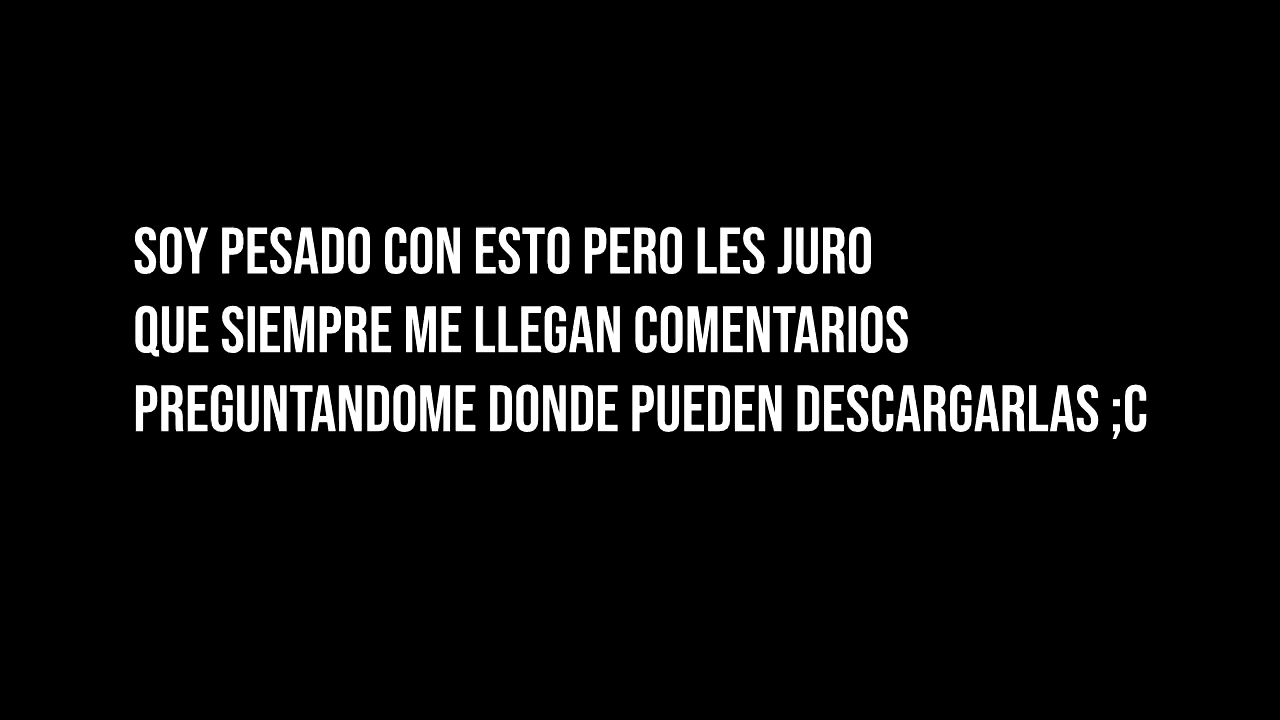 SOY PESADO CON ESTO PERO LES JURO
QUE SIEMPRE ME LLEGAN COMENTARIOS
PREGUNTANDOME DONDE PUEDEN DESCARGARLAS ;C